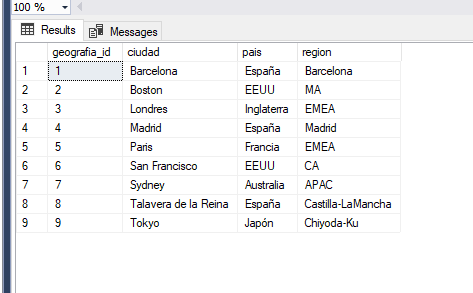 100 %
Results Messages
geografia_id ciudad pais region
1 1 Barcelona España Barcelona
2 2 Boston EEUU MA
3 3 Londres Inglaterra EMEA
4 4 Madrid España Madrid
5 5 Paris Francia EMEA
6 6 San Francisco EEUU CA
7 7 Sydney Australia APAC
8 8 Talavera de la Reina España Castilla-LaMancha
9 9 Tokyo Japón Chiyoda-Ku